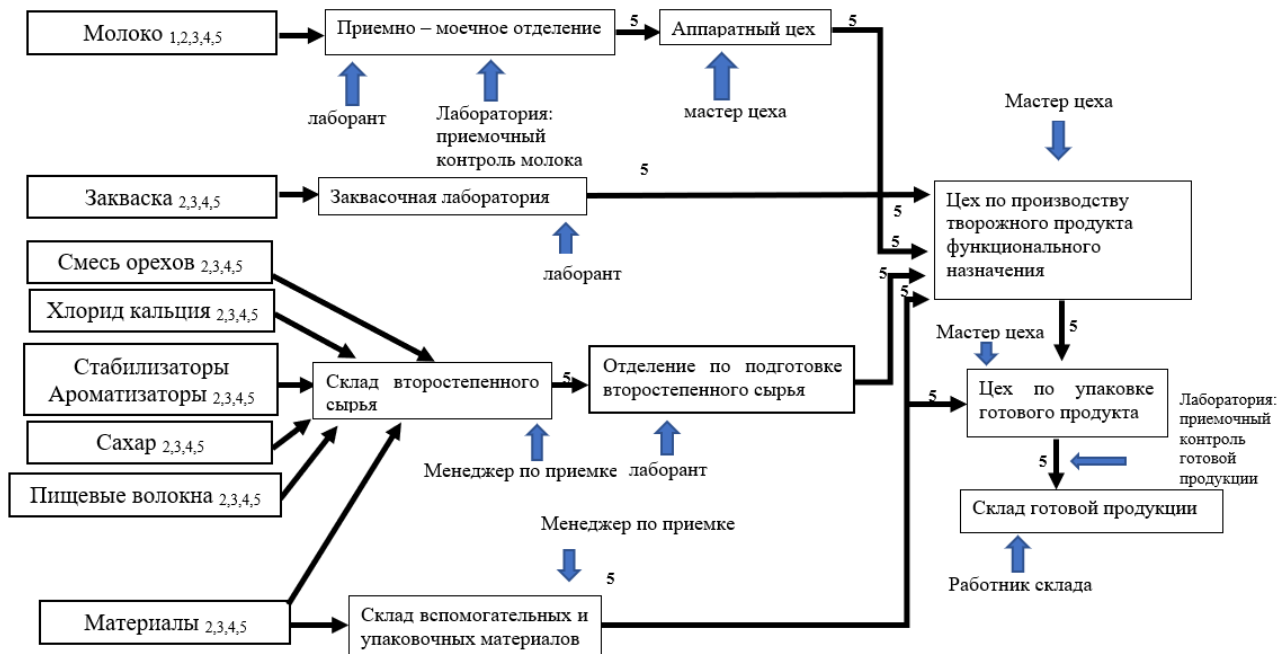 Молоко 1,2,3,4,5
Приемно – моечное отделение
5
Аппаратный цех
5
лаборант
Лаборатория:
приемочный
контроль молока
мастер цеха
Мастер цеха
Закваска 2,3,4,5
Заквасочная лаборатория
5
5
лаборант
Цех по производству
творожного продукта
функционального
назначения
5
Смесь орехов 2,3,4,5
Хлорид кальция 2,3,4,5
Стабилизаторы
Ароматизаторы 2,3,4,5
Сахар 2,3,4,5
Пищевые волокна 2,3,4,5
Склад второстепенного
сырья
5
Отделение по подготовке
второстепенного сырья
5
5
Менеджер по приемке
лаборант
5
Мастер цеха
5
Цех по упаковке
готового продукта
Лаборатория:
приемочный
контроль
готовой
продукции
5
Склад готовой продукции
Работник склада
Менеджер по приемке
5
Материалы 2,3,4,5
Склад вспомогательных и
упаковочных материалов